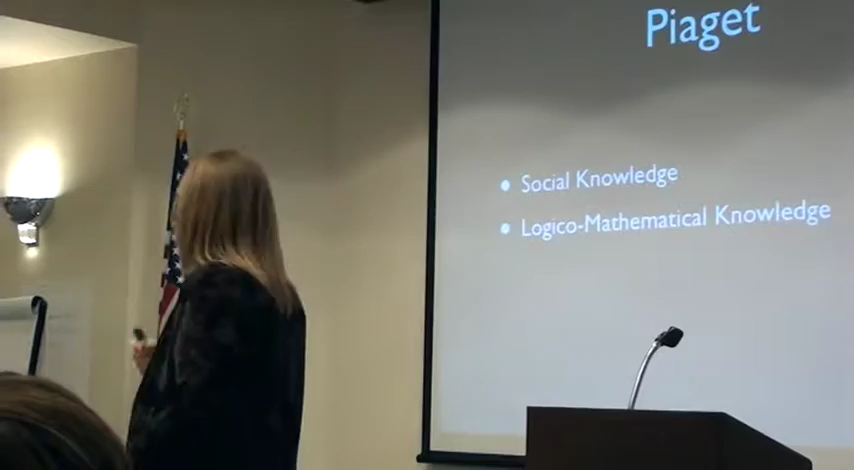 Piaget
• Social Knowledge
• Logico-Mathematical Knowledge